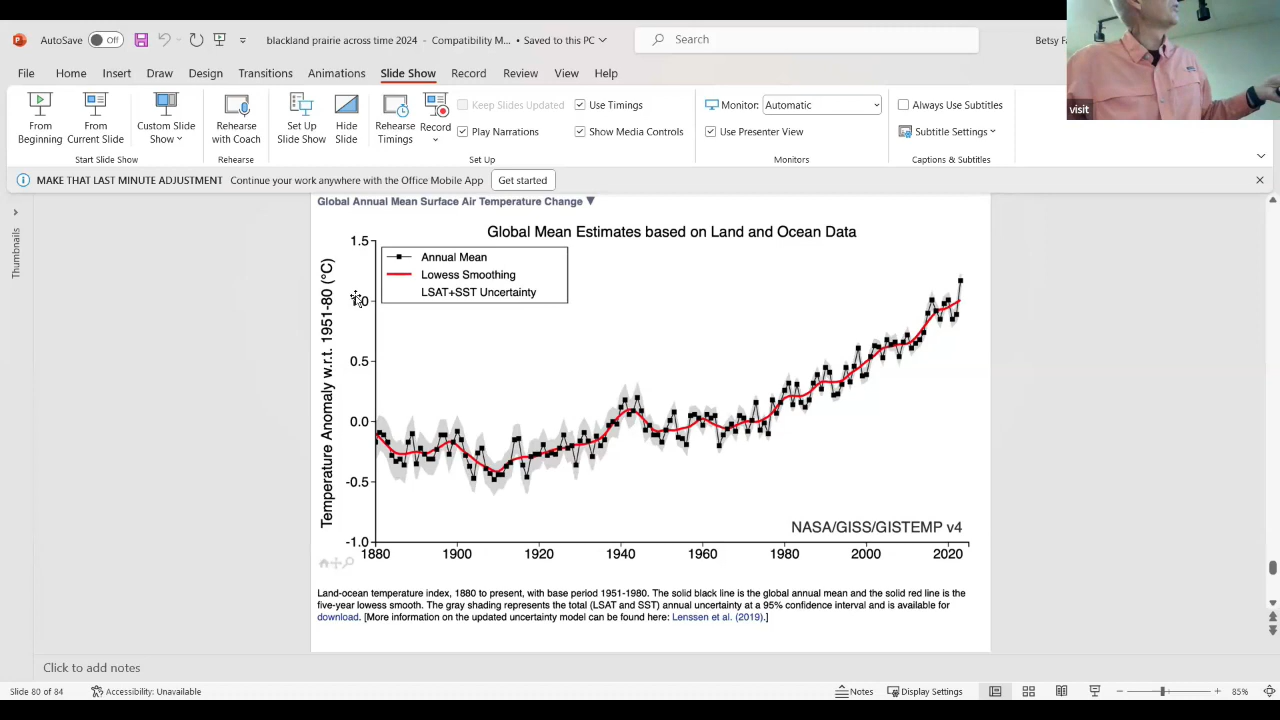 AutoSave Off blackland prairie across time 2024 - Compatibility M... • Saved to this PC Search Betsy
File Home Insert Draw Design Transitions Animations Slide Show Record Review View Help
From Beginning
From Current Slide
Custom Slide Show
Start Slide Show
Rehearse with Coach
Rehearse
Set Up Slide Show
Hide Slide
Rehearse Timings
Record
Keep Slides Updated
Play Narrations
Use Timings
Show Media Controls
Set Up
Monitor: Automatic
Use Presenter View
Monitors
Always Use Subtitles
Subtitle Settings
Captions & Subtitles
visit
MAKE THAT LAST MINUTE ADJUSTMENT Continue your work anywhere with the Office Mobile App Get started
Thumbnails
Global Annual Mean Surface Air Temperature Change
Global Mean Estimates based on Land and Ocean Data
Annual Mean
Lowess Smoothing
LSAT+SST Uncertainty
Temperature Anomaly w.r.t. 1951-80 (°C)
1.5
1.0
0.5
0.0
-0.5
-1.0
NASA/GISS/GISTEMP v4
1880 1900 1920 1940 1960 1980 2000 2020
Land-ocean temperature index, 1880 to present, with base period 1951-1980. The solid black line is the global annual mean and the solid red line is the
five-year lowess smooth. The gray shading represents the total (LSAT and SST) annual uncertainty at a 95% confidence interval and is available for
download. [More information on the updated uncertainty model can be found here: Lenssen et al. (2019).]
Click to add notes
Slide 80 of 84 Accessibility: Unavailable Notes Display Settings 85%